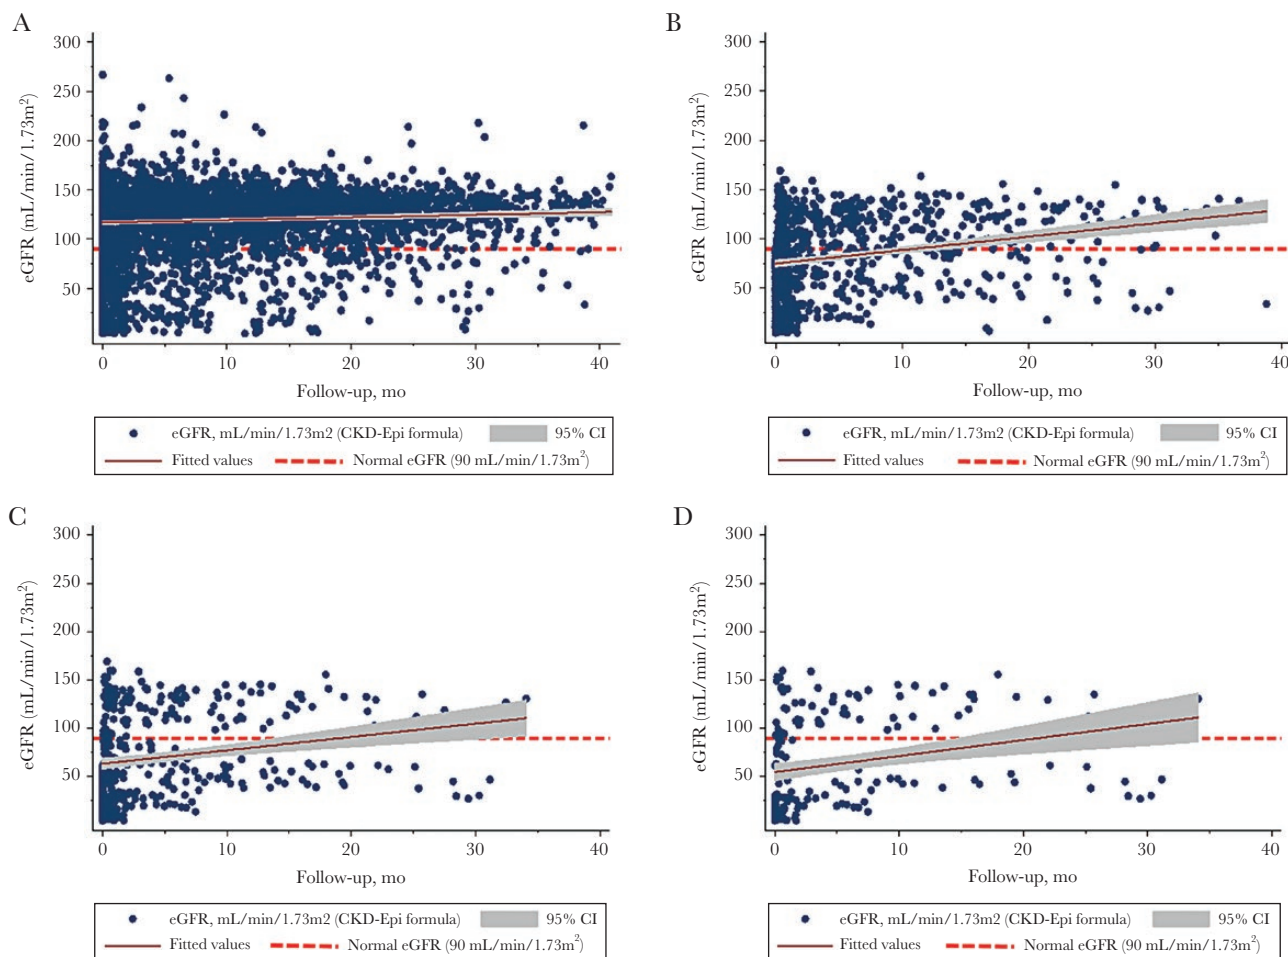 A
300
250
200
150
100
50
eGFR (mL/min/1.73m²)
0 10 20 30 40
Follow-up, mo
eGFR, mL/min/1.73m2 (CKD-Epi formula) 95% CI
Fitted values Normal eGFR (90 mL/min/1.73m²)
B
300
250
200
150
100
50
eGFR (mL/min/1.73m²)
0 10 20 30 40
Follow-up, mo
eGFR, mL/min/1.73m2 (CKD-Epi formula) 95% CI
Fitted values Normal eGFR (90 mL/min/1.73m²)
C
300
250
200
150
100
50
eGFR (mL/min/1.73m²)
0 10 20 30 40
Follow-up, mo
eGFR, mL/min/1.73m2 (CKD-Epi formula) 95% CI
Fitted values Normal eGFR (90 mL/min/1.73m²)
D
300
250
200
150
100
50
eGFR (mL/min/1.73m²)
0 10 20 30 40
Follow-up, mo
eGFR, mL/min/1.73m2 (CKD-Epi formula) 95% CI
Fitted values Normal eGFR (90 mL/min/1.73m²)